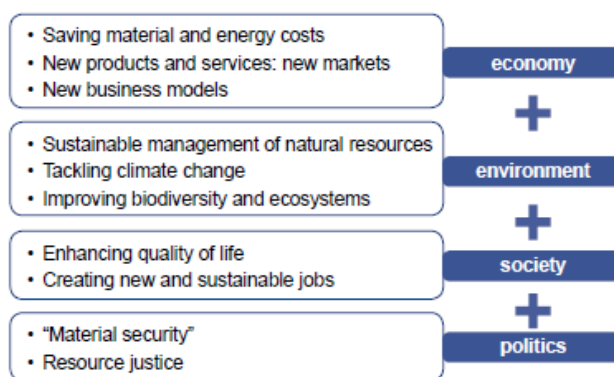 • Saving material and energy costs
• New products and services: new markets
• New business models
economy
+
• Sustainable management of natural resources
• Tackling climate change
• Improving biodiversity and ecosystems
environment
+
• Enhancing quality of life
• Creating new and sustainable jobs
society
+
• “Material security”
• Resource justice
politics